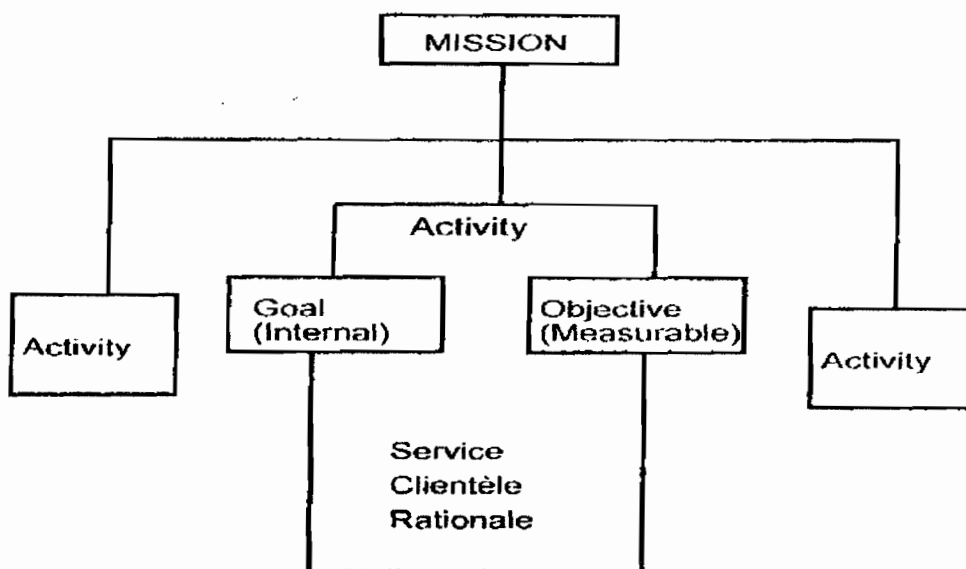 MISSION
Activity
Activity
Goal
(Internal)
Objective
(Measurable)
Activity
Service
Clientèle
Rationale